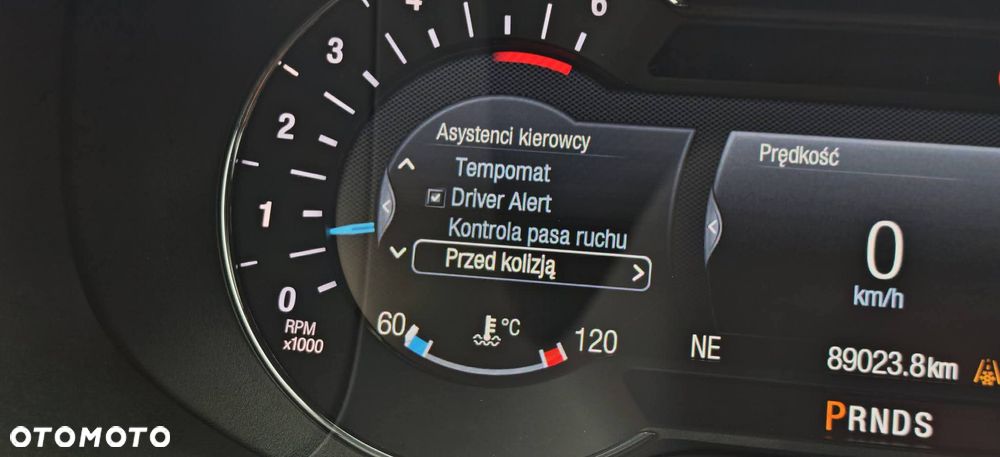 4
6
3
2
1
0
RPM
x1000
Asystenci kierowcy
Tempomat
Driver Alert
Kontrola pasa ruchu
Przed kolizją
60
°C
120
Prędkość
0
km/h
NE
89023.8km
PRNDS
OTOMOTO